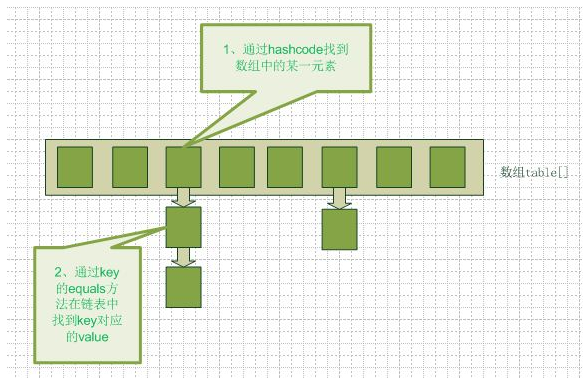 1、通过hashcode找到
数组中的某一元素
数组table[]
2、通过key
的equals方
法在链表中
找到key对应
的value